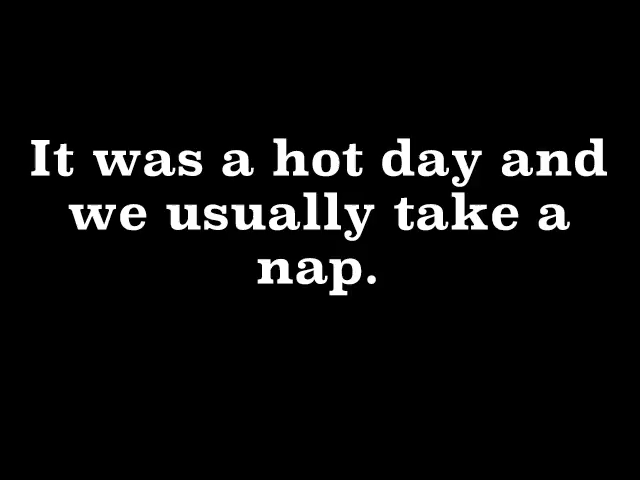 It was a hot day and
we usually take a
nap.